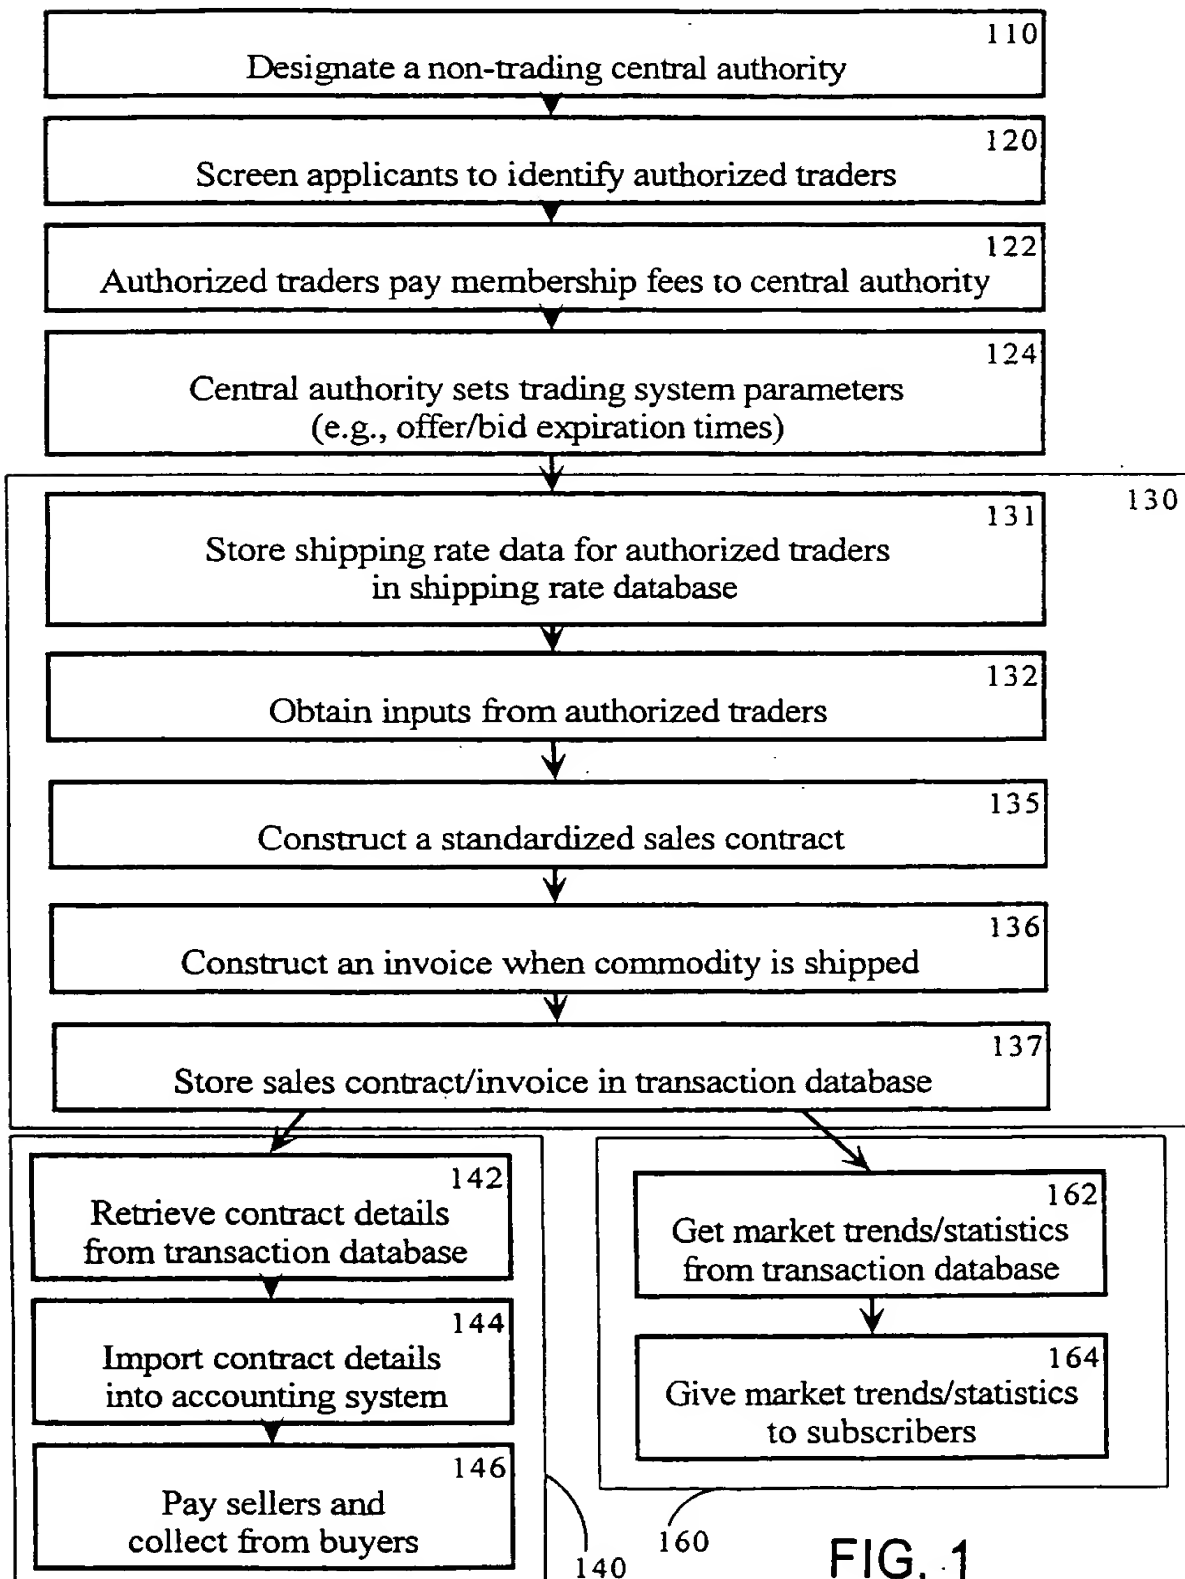 110
Designate a non-trading central authority
120
Screen applicants to identify authorized traders
122
Authorized traders pay membership fees to central authority
124
Central authority sets trading system parameters
(e.g., offer/bid expiration times)
130
131
Store shipping rate data for authorized traders
in shipping rate database
132
Obtain inputs from authorized traders
135
Construct a standardized sales contract
136
Construct an invoice when commodity is shipped
137
Store sales contract/invoice in transaction database
142
Retrieve contract details
from transaction database
144
Import contract details
into accounting system
146
Pay sellers and
collect from buyers
140
162
Get market trends/statistics
from transaction database
164
Give market trends/statistics
to subscribers
160
FIG. 1